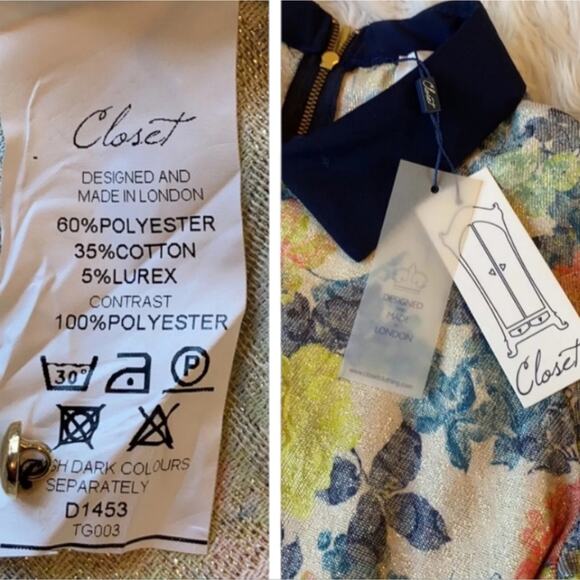 Closet
DESIGNED AND
MADE IN LONDON
60%POLYESTER
35%COTTON
5%LUREX
CONTRAST
100%POLYESTER
30°
P
DARK COLOURS
SEPARATELY
D1453
TG003
Closet
DESIGNED
MADE
LONDON
Closet